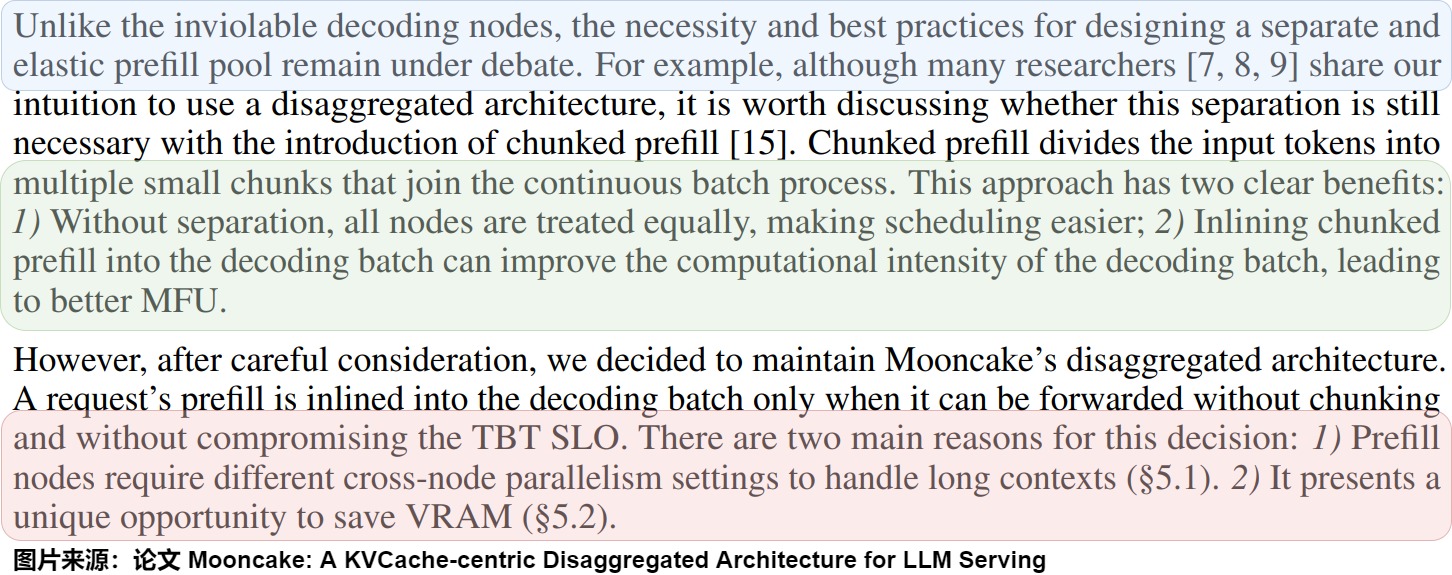 Unlike the inviolable decoding nodes, the necessity and best practices for designing a separate and
elastic prefill pool remain under debate. For example, although many researchers [7, 8, 9] share our
intuition to use a disaggregated architecture, it is worth discussing whether this separation is still
necessary with the introduction of chunked prefill [15]. Chunked prefill divides the input tokens into
multiple small chunks that join the continuous batch process. This approach has two clear benefits:
1) Without separation, all nodes are treated equally, making scheduling easier; 2) Inlining chunked
prefill into the decoding batch can improve the computational intensity of the decoding batch, leading
to better MFU.
However, after careful consideration, we decided to maintain Mooncake’s disaggregated architecture.
A request’s prefill is inlined into the decoding batch only when it can be forwarded without chunking
and without compromising the TBT SLO. There are two main reasons for this decision: 1) Prefill
nodes require different cross-node parallelism settings to handle long contexts (§5.1). 2) It presents a
unique opportunity to save VRAM (§5.2).
图片来源：论文 Mooncake: A KVCache-centric Disaggregated Architecture for LLM Serving